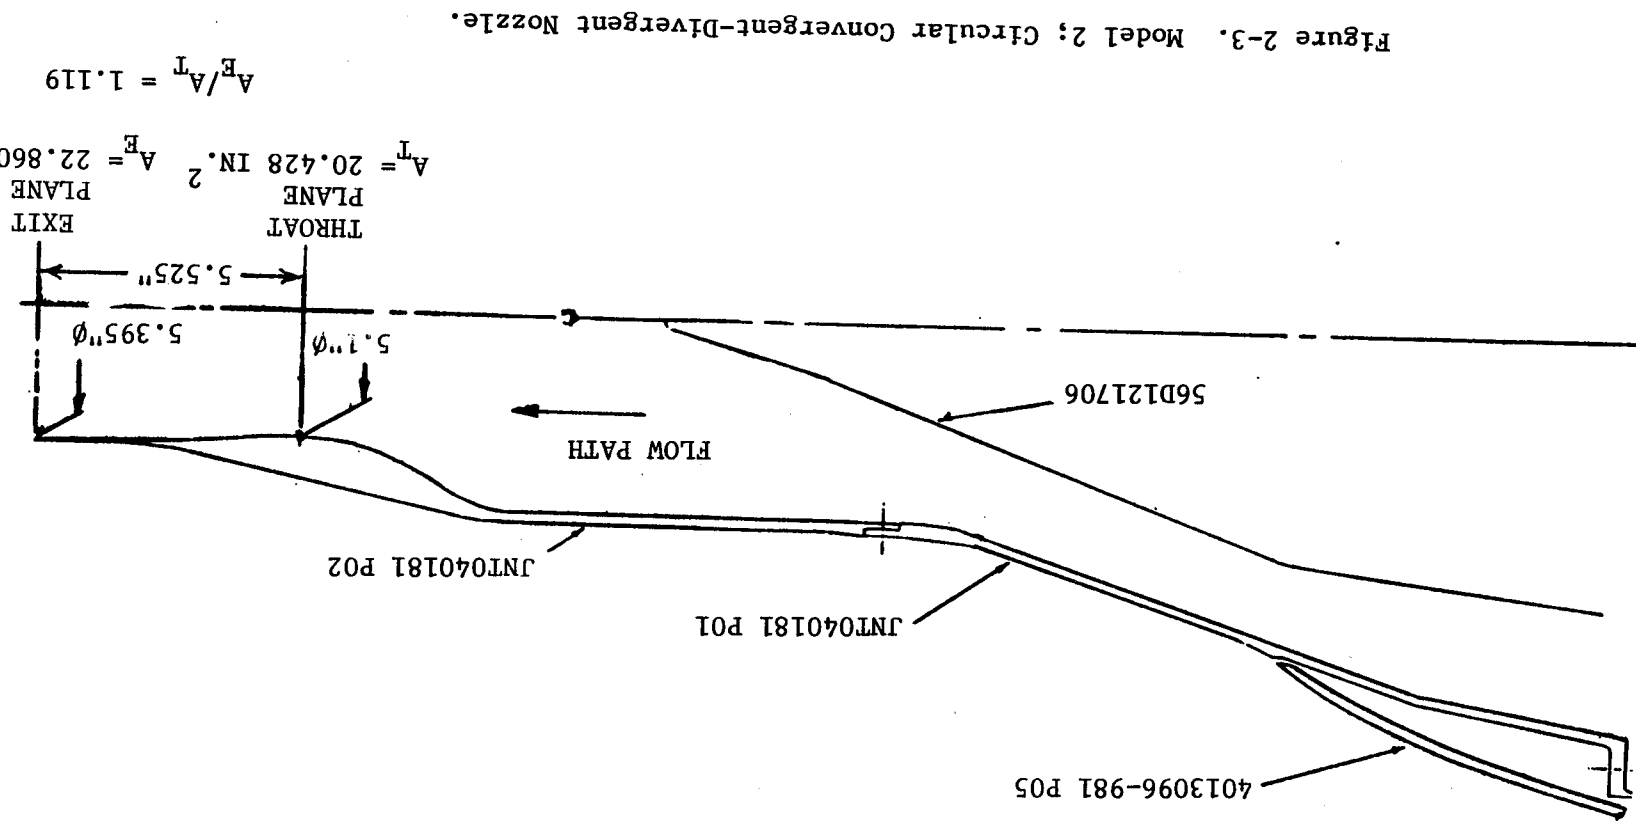 4013096-981 P05
JNT040181 P01
JNT040181 P02
FLOW PATH
56D121706
5.1"Ø
5.395"Ø
5.525"
THROAT
PLANE
EXIT
PLANE
A_T= 20.428 IN.² A_E= 22.860
A_E/A_T = 1.119
Figure 2-3. Model 2; Circular Convergent-Divergent Nozzle.